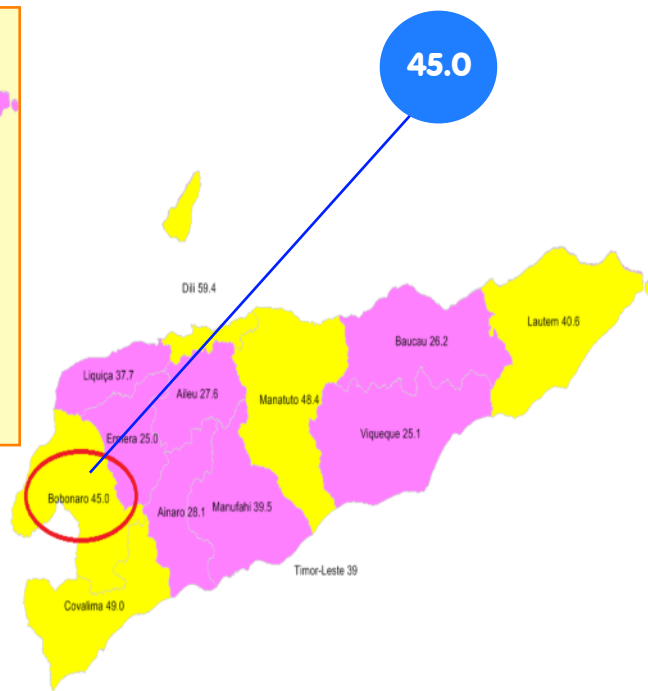 45.0
Dili 59.4
Lautem 40.6
Baucau 26.2
Liquiça 37.7
Aileu 27.6
Manatuto 48.4
Ermera 25.0
Viqueque 25.1
Bobonaro 45.0
Ainaro 28.1
Manufahi 39.5
Timor-Leste 39
Covalima 49.0